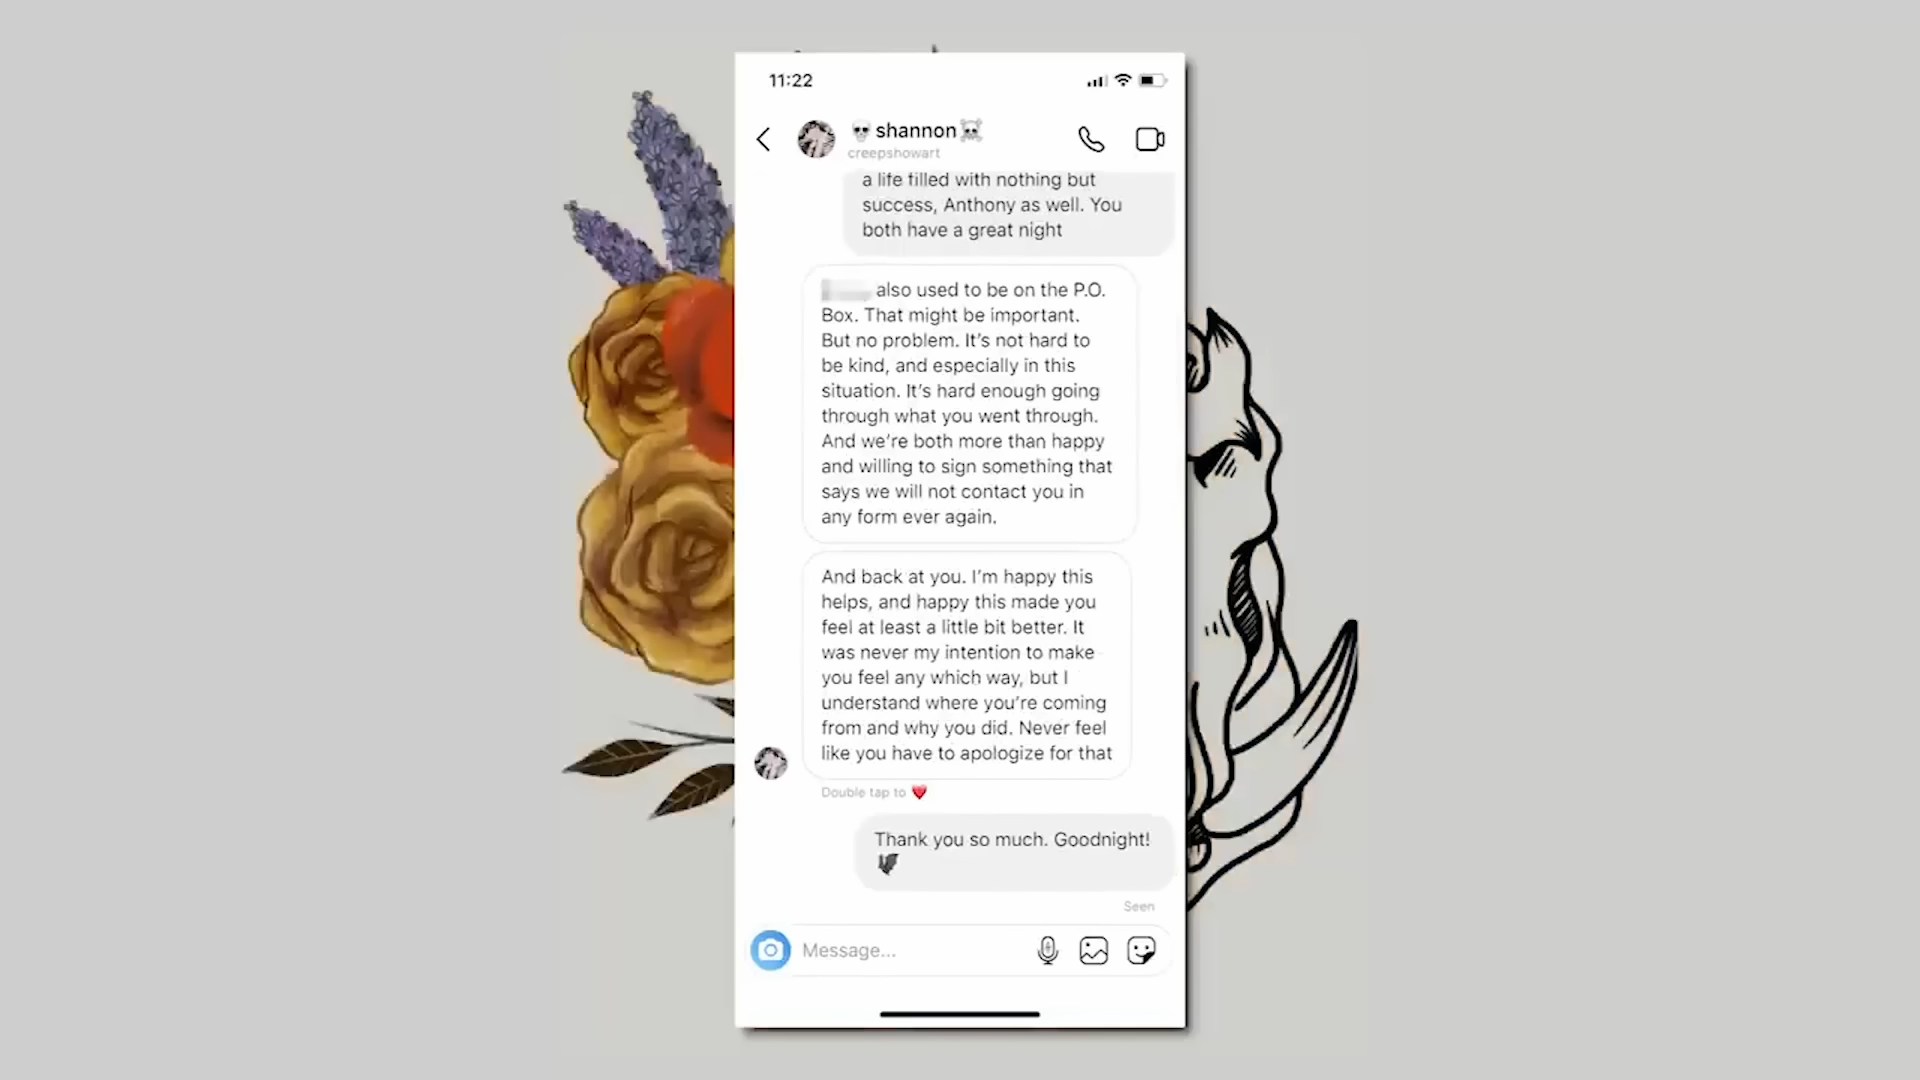 11:22
💀shannon☠️
creepshowart
a life filled with nothing but
success, Anthony as well. You
both have a great night
also used to be on the P.O.
Box. That might be important.
But no problem. It's not hard to
be kind, and especially in this
situation. It's hard enough going
through what you went through.
And we're both more than happy
and willing to sign something that
says we will not contact you in
any form ever again.
And back at you. I'm happy this
helps, and happy this made you
feel at least a little bit better. It
was never my intention to make
you feel any which way, but I
understand where you're coming
from and why you did. Never feel
like you have to apologize for that
Double tap to ❤️
Thank you so much. Goodnight!
Seen
Message...